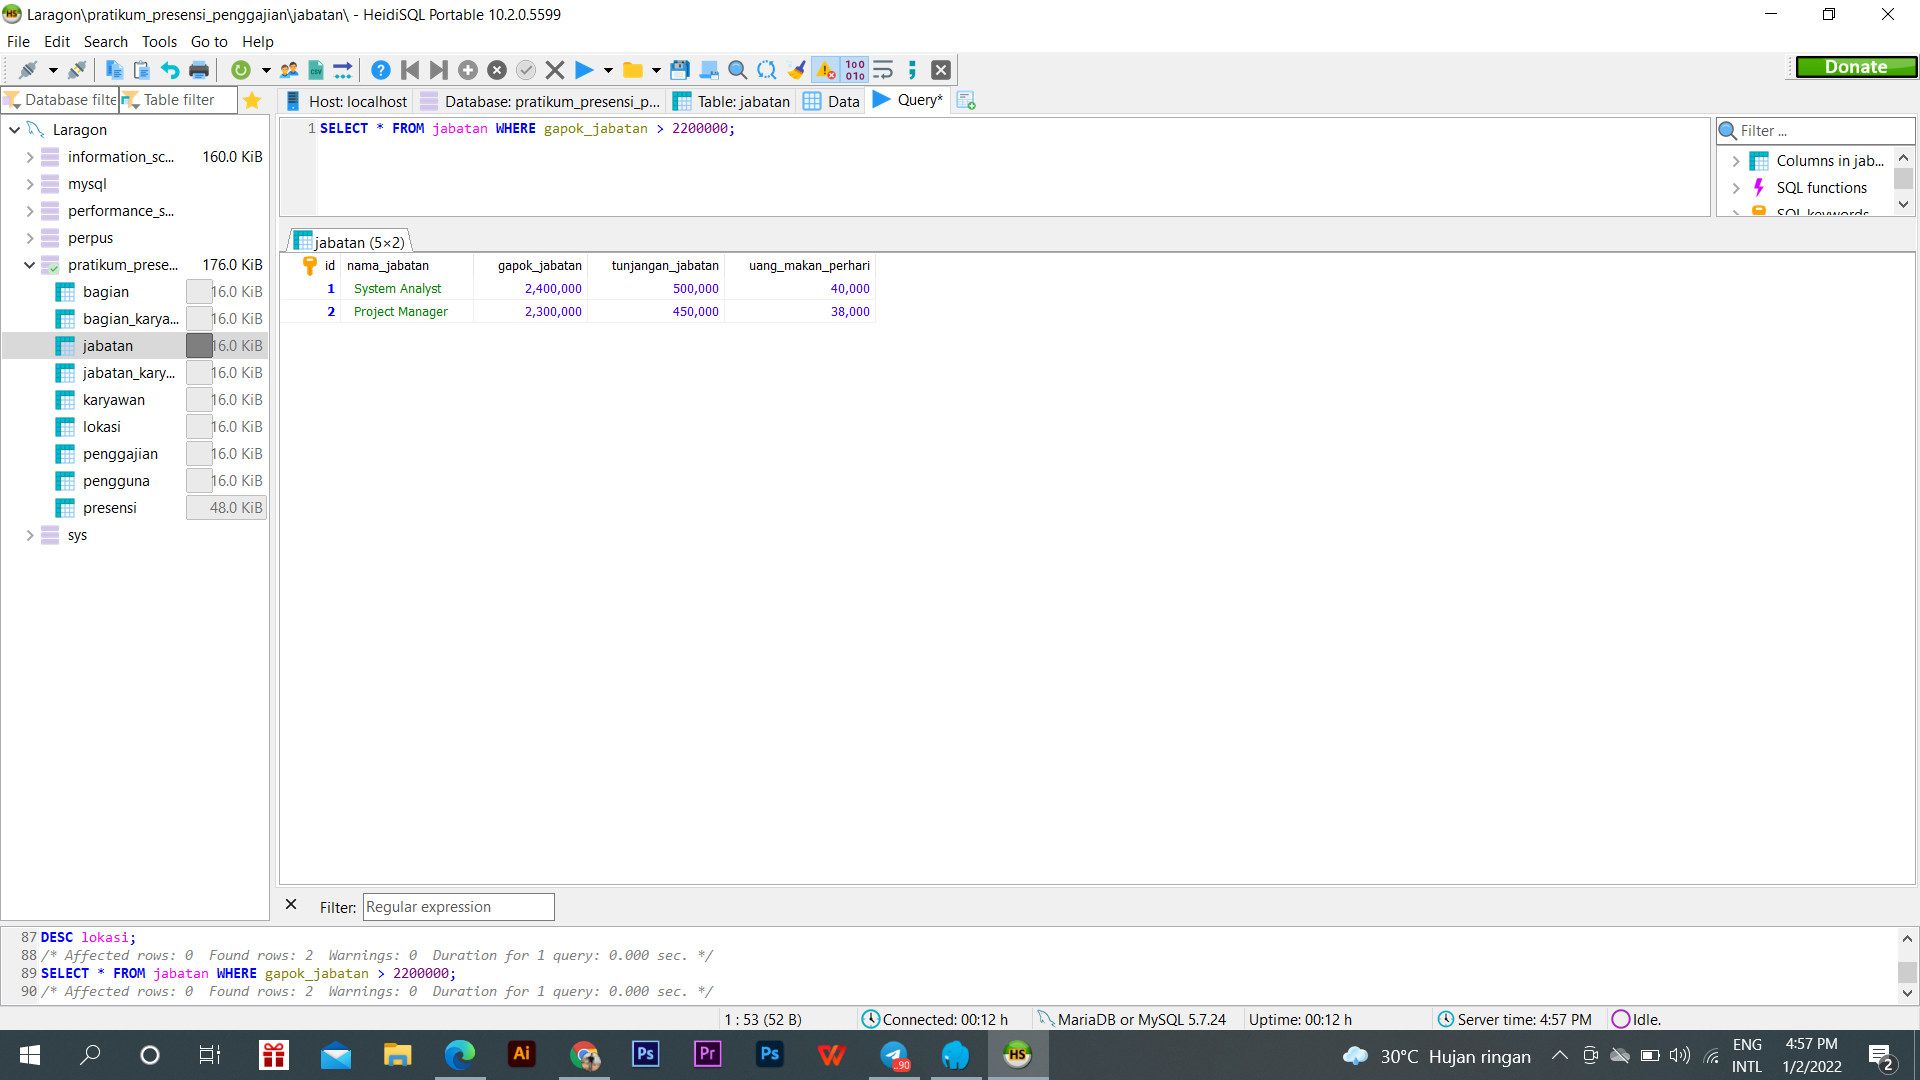 Laragon\pratikum_presensi_penggajian\jabatan\ - HeidiSQL Portable 10.2.0.5599
File Edit Search Tools Go to Help
Donate
Database filte Table filter
Host: localhost Database: pratikum_presensi_p... Table: jabatan Data Query*
Laragon
information_sc... 160.0 KiB
mysql
performance_s...
perpus
pratikum_prese... 176.0 KiB
bagian 16.0 KiB
bagian_karya... 16.0 KiB
jabatan 16.0 KiB
jabatan_kary... 16.0 KiB
karyawan 16.0 KiB
lokasi 16.0 KiB
penggajian 16.0 KiB
pengguna 16.0 KiB
presensi 48.0 KiB
sys
1 SELECT * FROM jabatan WHERE gapok_jabatan > 2200000;
Filter ...
Columns in jab...
SQL functions
SQL keywords
jabatan (5×2)
id nama_jabatan gapok_jabatan tunjangan_jabatan uang_makan_perhari
1 System Analyst 2,400,000 500,000 40,000
2 Project Manager 2,300,000 450,000 38,000
Filter: Regular expression
87 DESC lokasi;
88 /* Affected rows: 0 Found rows: 2 Warnings: 0 Duration for 1 query: 0.000 sec. */
89 SELECT * FROM jabatan WHERE gapok_jabatan > 2200000;
90 /* Affected rows: 0 Found rows: 2 Warnings: 0 Duration for 1 query: 0.000 sec. */
1 : 53 (52 B) Connected: 00:12 h MariaDB or MySQL 5.7.24 Uptime: 00:12 h Server time: 4:57 PM Idle.
Ai Ps Pr Ps W ..90 HS
30°C Hujan ringan
ENG
INTL
4:57 PM
1/2/2022
2